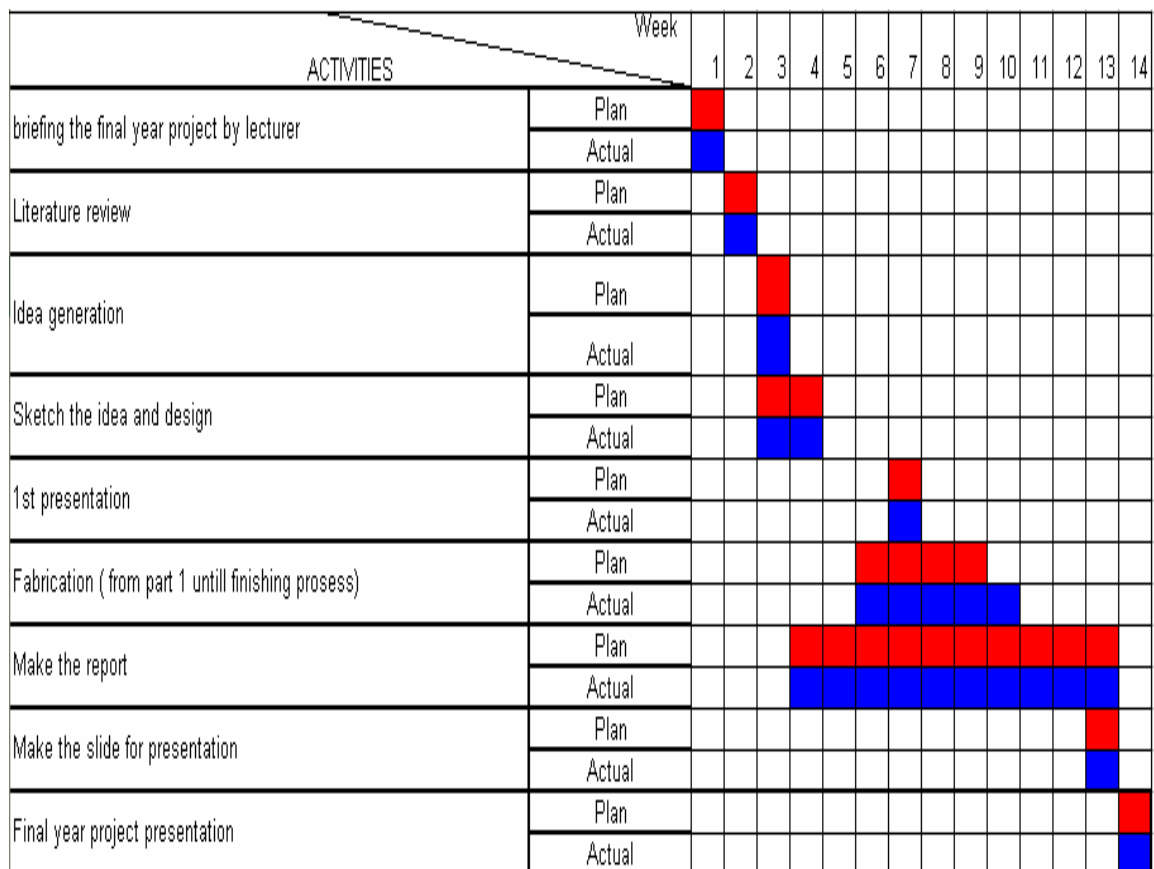 Week
ACTIVITIES 1 2 3 4 5 6 7 8 9 10 11 12 13 14
briefing the final year project by lecturer
Plan
Actual
Literature review
Plan
Actual
Idea generation
Plan
Actual
Sketch the idea and design
Plan
Actual
1st presentation
Plan
Actual
Fabrication ( from part 1 untill finishing prosess)
Plan
Actual
Make the report
Plan
Actual
Make the slide for presentation
Plan
Actual
Final year project presentation
Plan
Actual